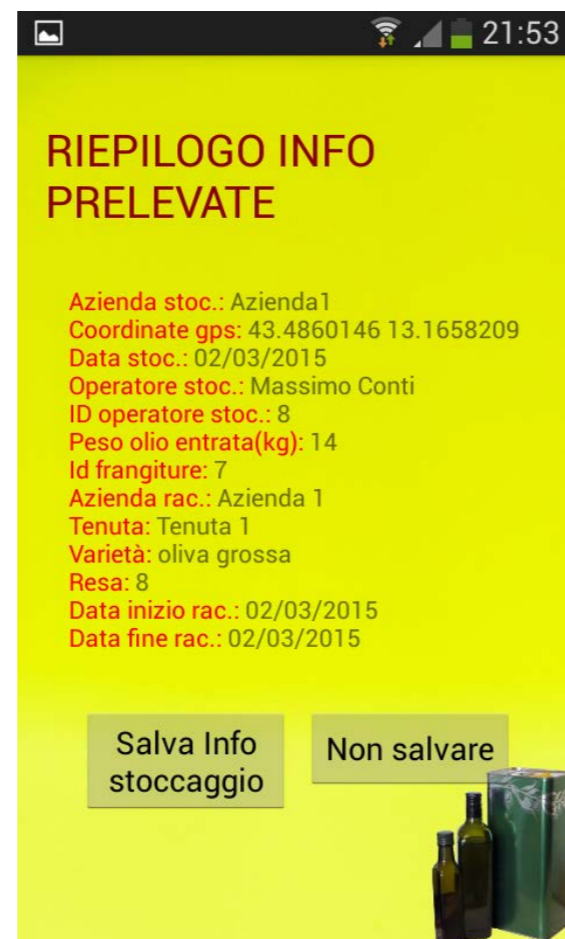 21:53
RIEPILOGO INFO
PRELEVATE
Azienda stoc.: Azienda1
Coordinate gps: 43.4860146 13.1658209
Data stoc.: 02/03/2015
Operatore stoc.: Massimo Conti
ID operatore stoc.: 8
Peso olio entrata(kg): 14
Id frangiture: 7
Azienda rac.: Azienda 1
Tenuta: Tenuta 1
Varietà: oliva grossa
Resa: 8
Data inizio rac.: 02/03/2015
Data fine rac.: 02/03/2015
Salva Info
stoccaggio
Non salvare